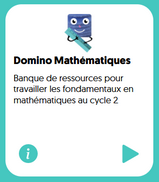 Domino Mathématiques
Banque de ressources pour
travailler les fondamentaux en
mathématiques au cycle 2
i